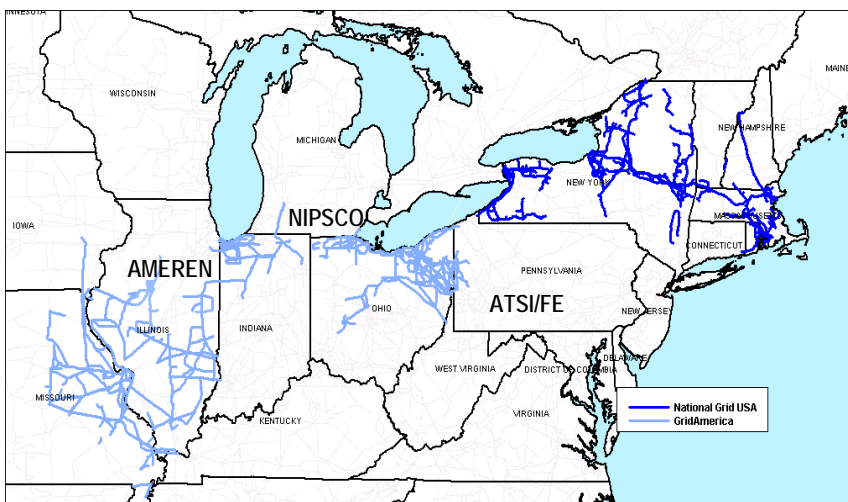 MINNESOTA
MAINE
WISCONSIN
MICHIGAN
NEW HAMPSHIRE
NEW YORK
NIPSCO
MASSACHUSETTS
IOWA
CONNECTICUT
AMEREN
PENNSYLVANIA
ATSI/FE
OHIO
NEW JERSEY
ILLINOIS
INDIANA
DELAWARE
WEST VIRGINIA
DISTRICT OF COLUMBIA
MISSOURI
National Grid USA
GridAmerica
VIRGINIA
KENTUCKY